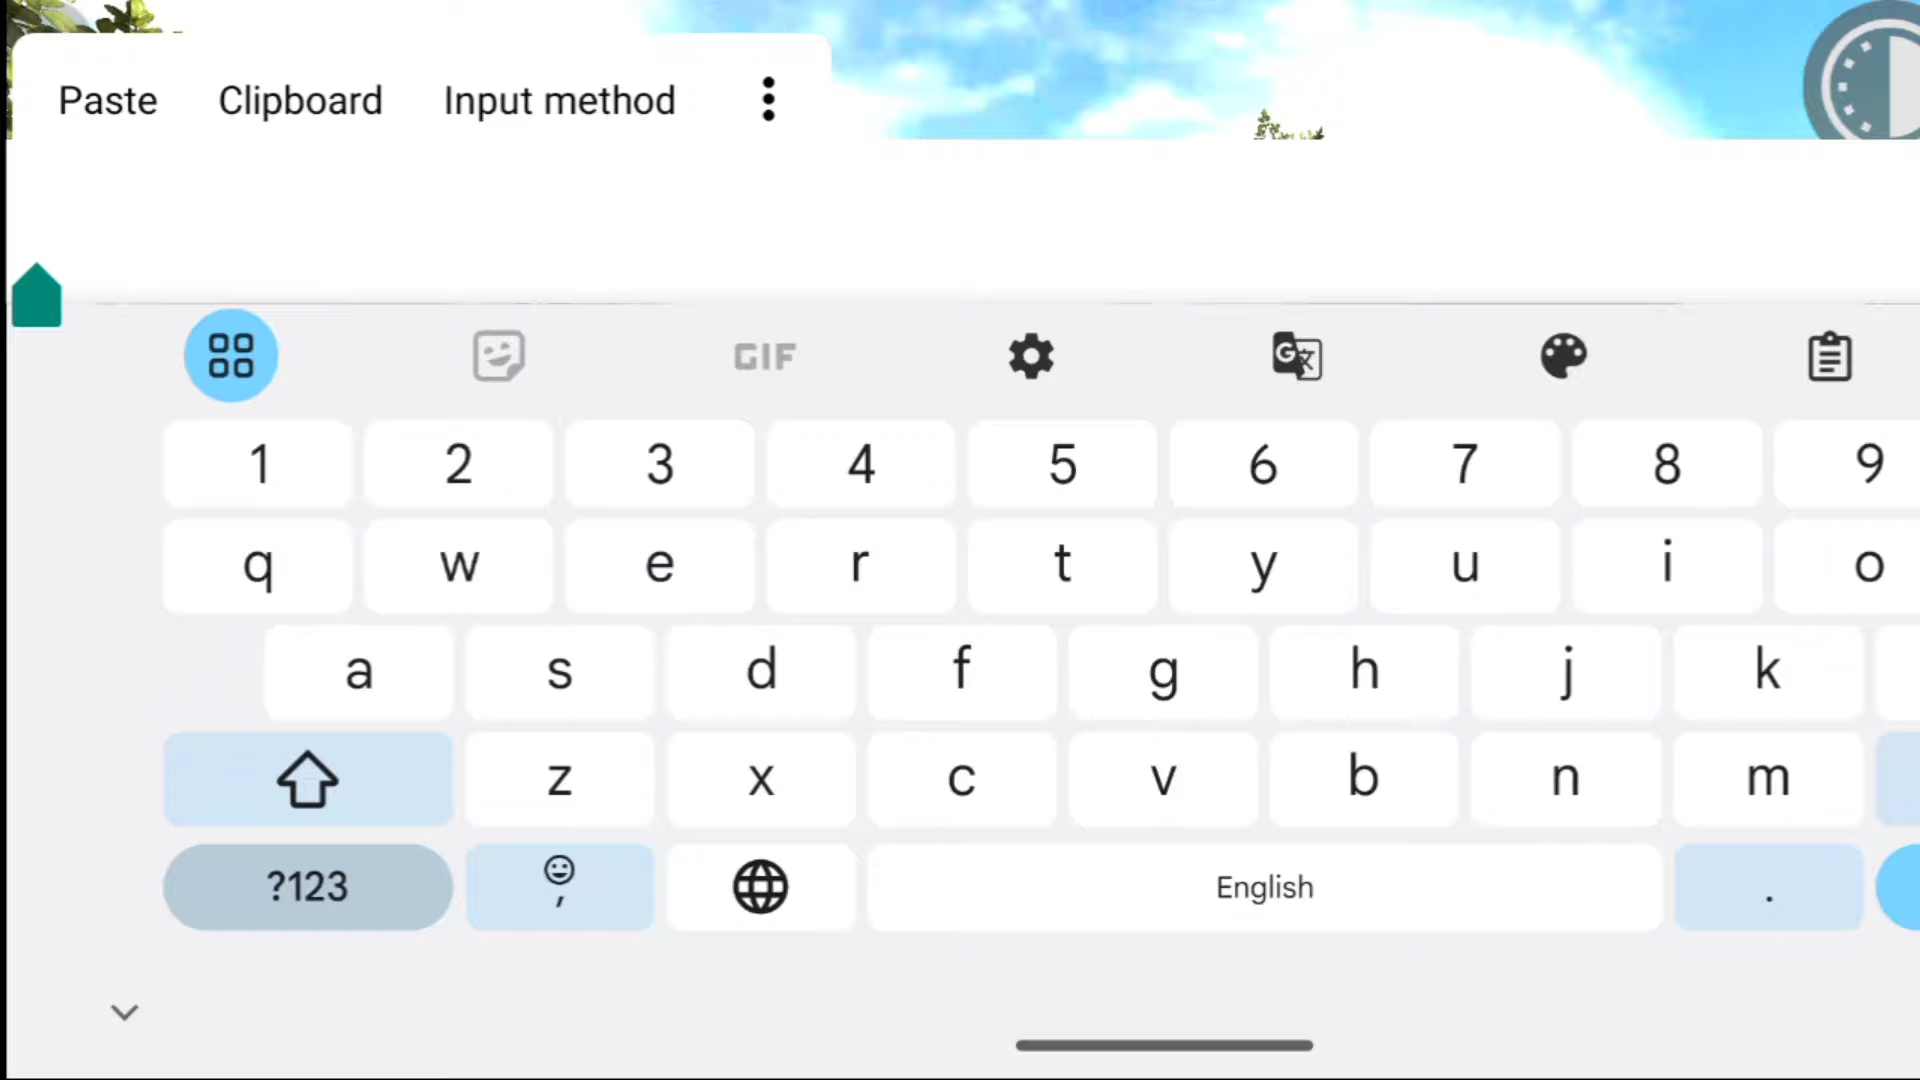 Paste Clipboard Input method
GIF G
1 2 3 4 5 6 7 8 9
q w e r t y u i o
a s d f g h j k
z x c v b n m
?123 , English .